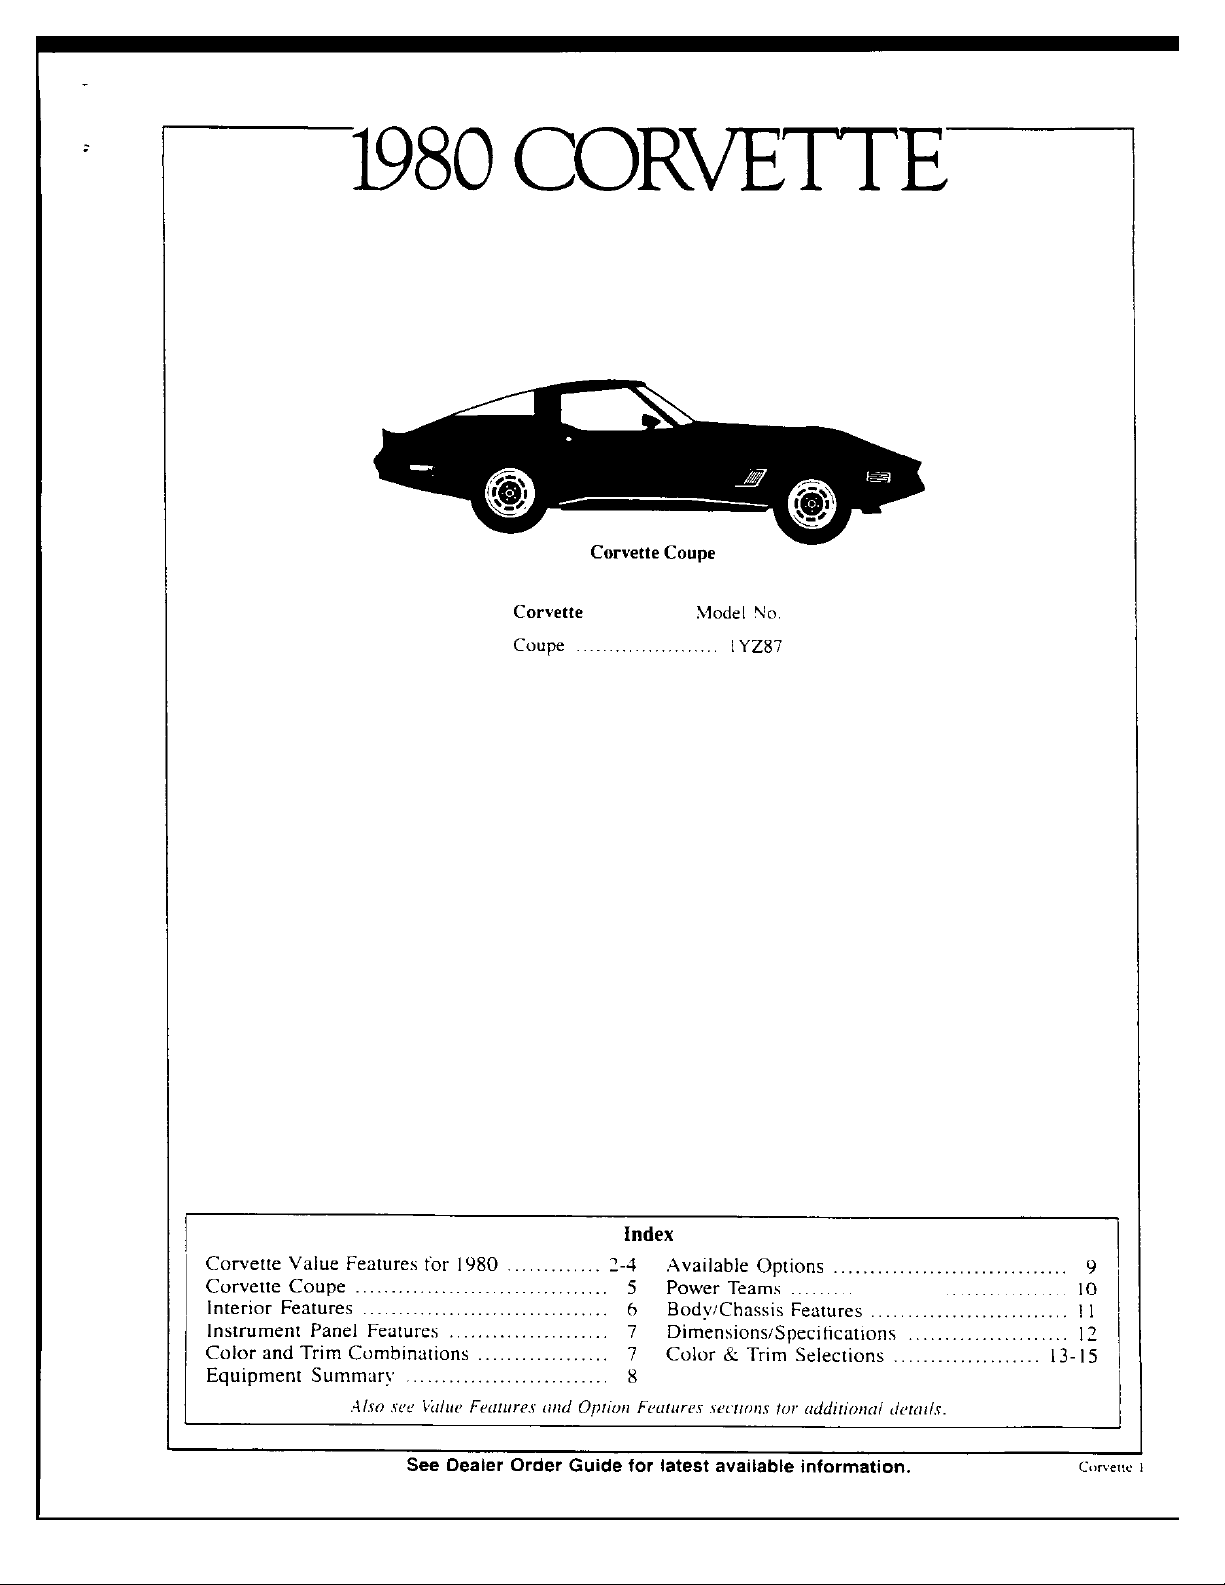 1980 CORVETTE
Corvette Coupe
Corvette Model No.
Coupe ...................... 1YZ87
Index
Corvette Value Features for 1980 ............. 2-4
Corvette Coupe ................................... 5
Interior Features .................................. 6
Instrument Panel Features ...................... 7
Color and Trim Combinations .................. 7
Equipment Summary ............................ 8
Available Options ................................ 9
Power Teams ......... ................. 10
Body/Chassis Features ........................... 11
Dimensions/Specifications ...................... 12
Color & Trim Selections .................... 13-15
Also see Value Features and Option Features sections for additional details.
See Dealer Order Guide for latest available information.
Corvette 1